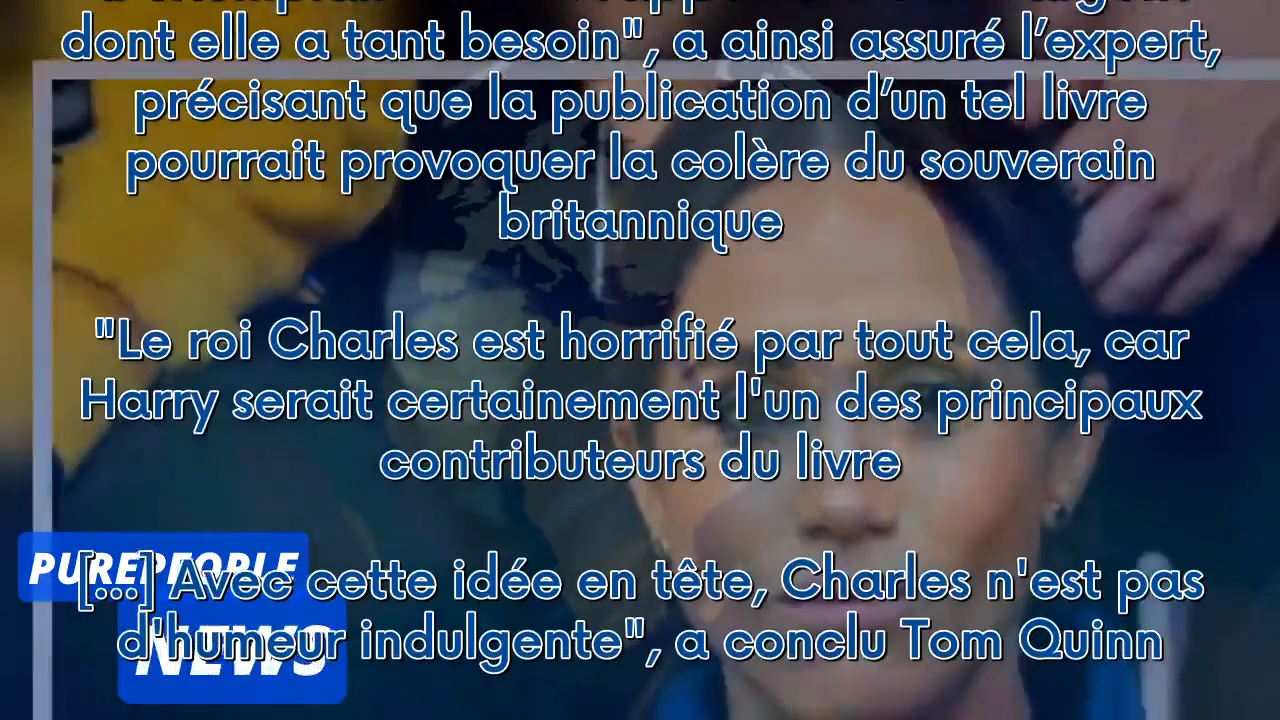 dont elle a tant besoin", a ainsi assuré l’expert,
précisant que la publication d’un tel livre
pourrait provoquer la colère du souverain
britannique
"Le roi Charles est horrifié par tout cela, car
Harry serait certainement l'un des principaux
contributeurs du livre
[...] Avec cette idée en tête, Charles n'est pas
d'humeur indulgente", a conclu Tom Quinn
PUREPEOPLE
NEWS